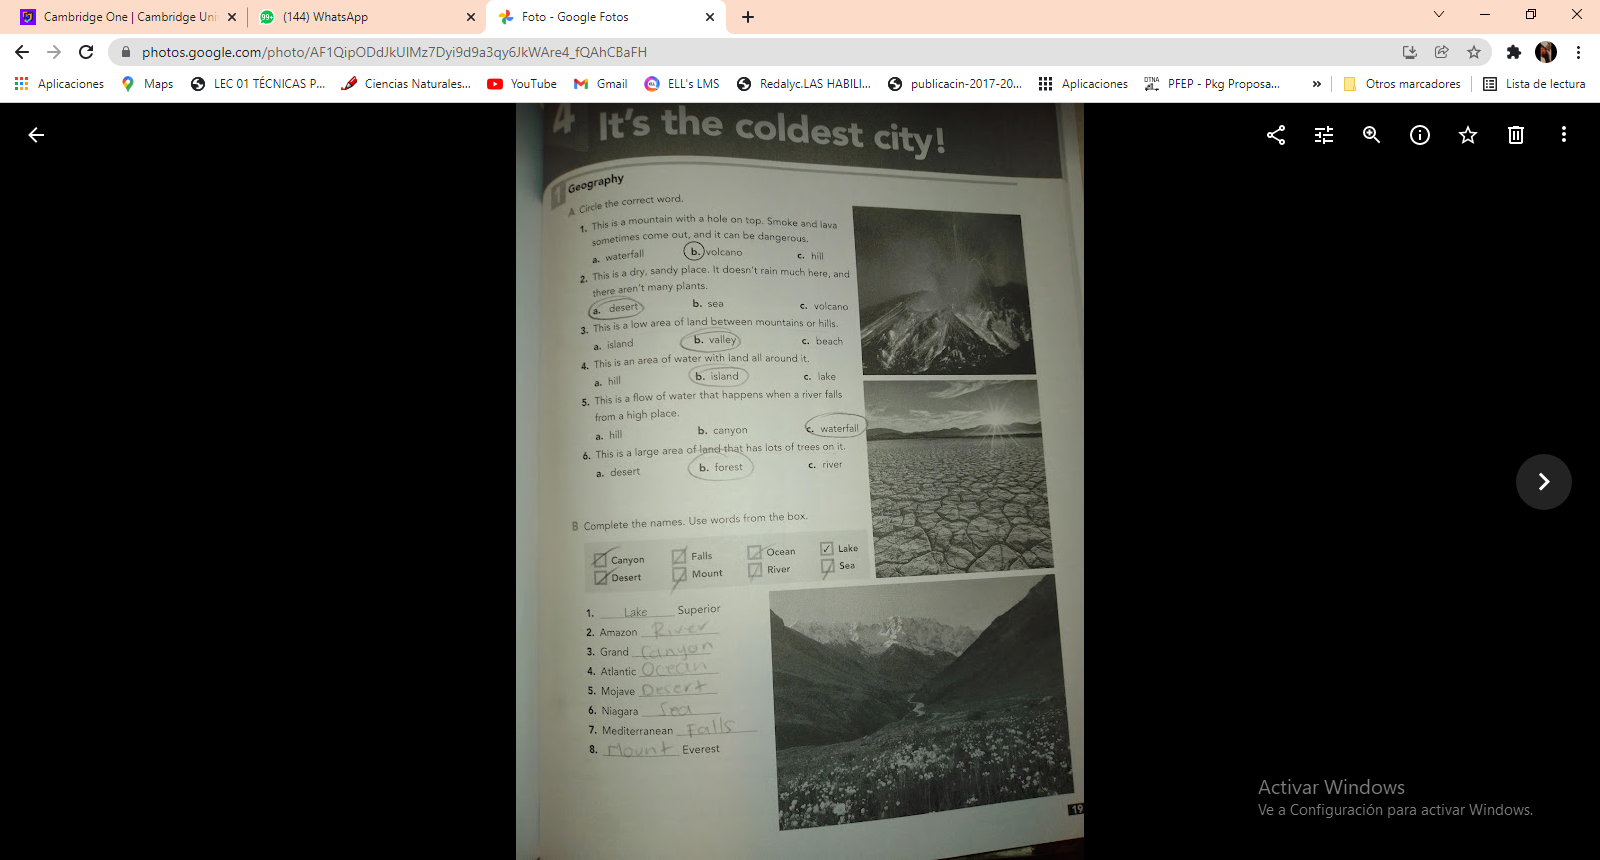 Cambridge One | Cambridge Uni
(144) WhatsApp
Foto - Google Fotos
photos.google.com/photo/AF1QipODdJkUIMz7Dyi9d9a3qy6JkWAre4_fQAhCBaFH
Aplicaciones
Maps
LEC 01 TÉCNICAS P...
Ciencias Naturales...
YouTube
Gmail
ELL's LMS
Redalyc.LAS HABILI...
publicacin-2017-20...
Aplicaciones
PFEP - Pkg Proposa...
»
Otros marcadores
Lista de lectura
4 It's the coldest city!
1 Geography
A Circle the correct word.
1. This is a mountain with a hole on top. Smoke and lava
sometimes come out, and it can be dangerous.
a. waterfall b. volcano c. hill
2. This is a dry, sandy place. It doesn't rain much here, and
there aren't many plants.
a. desert b. sea c. volcano
3. This is a low area of land between mountains or hills.
a. island b. valley c. beach
4. This is an area of water with land all around it.
a. hill b. island c. lake
5. This is a flow of water that happens when a river falls
from a high place.
a. hill b. canyon c. waterfall
6. This is a large area of land that has lots of trees on it.
a. desert b. forest c. river
B Complete the names. Use words from the box.
Canyon Falls Ocean ✓ Lake
Desert Mount River Sea
1. Lake Superior
2. Amazon River
3. Grand Canyon
4. Atlantic Ocean
5. Mojave Desert
6. Niagara Sea
7. Mediterranean Falls
8. Mount Everest
19
Activar Windows
Ve a Configuración para activar Windows.